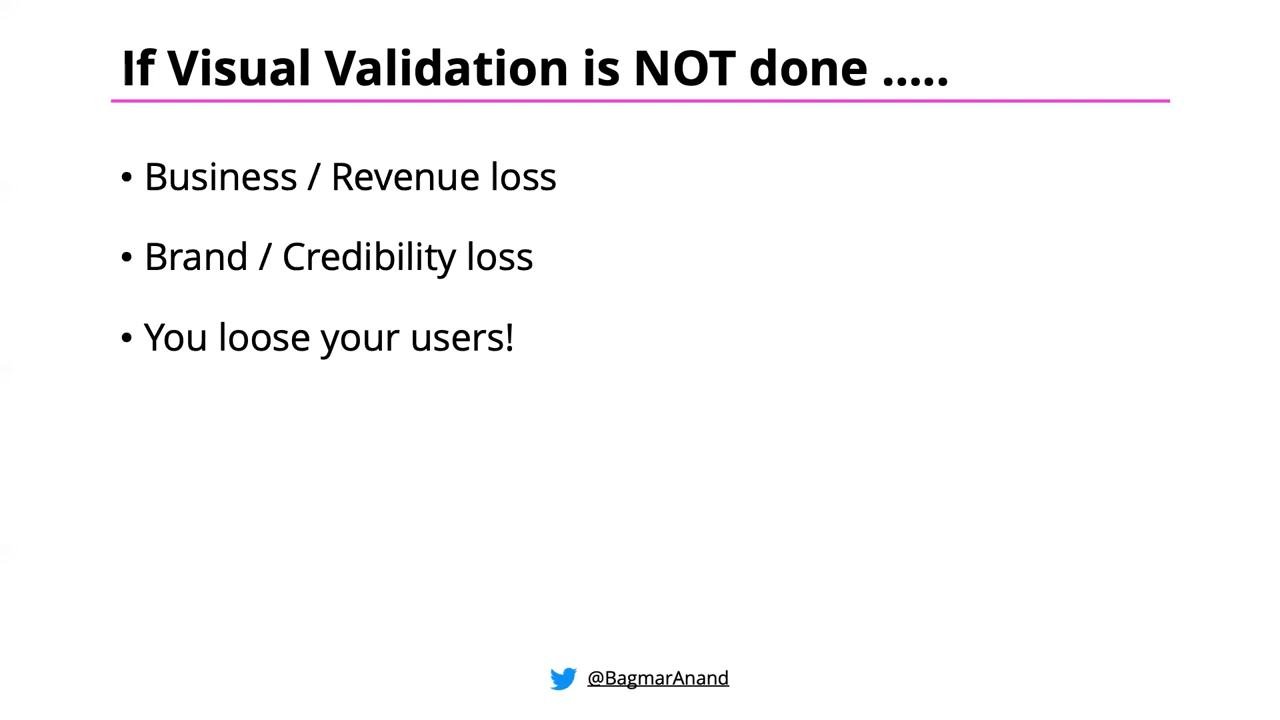 If Visual Validation is NOT done .....
• Business / Revenue loss
• Brand / Credibility loss
• You loose your users!
@BagmarAnand